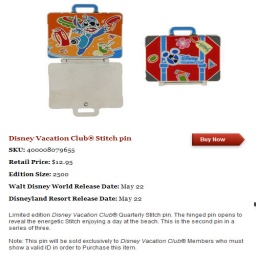 Disney Vacation Club® Stitch pin
Buy Now
SKU: 400008079655
Retail Price: $12.95
Edition Size: 2500
Walt Disney World Release Date: May 22
Disneyland Resort Release Date: May 22
Limited edition Disney Vacation Club® Quarterly Stitch pin. The hinged pin opens to
reveal the energetic Stitch enjoying a day at the beach. This is the second pin in a
series of three.
Note: This pin will be sold exclusively to Disney Vacation Club® Members who must
show a valid ID in order to Purchase this item.